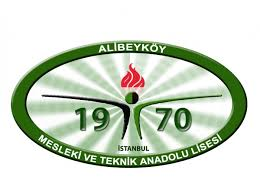 ALİBEYKÖY
19 70
İSTANBUL
MESLEKİ VE TEKNİK ANADOLU LİSESİ